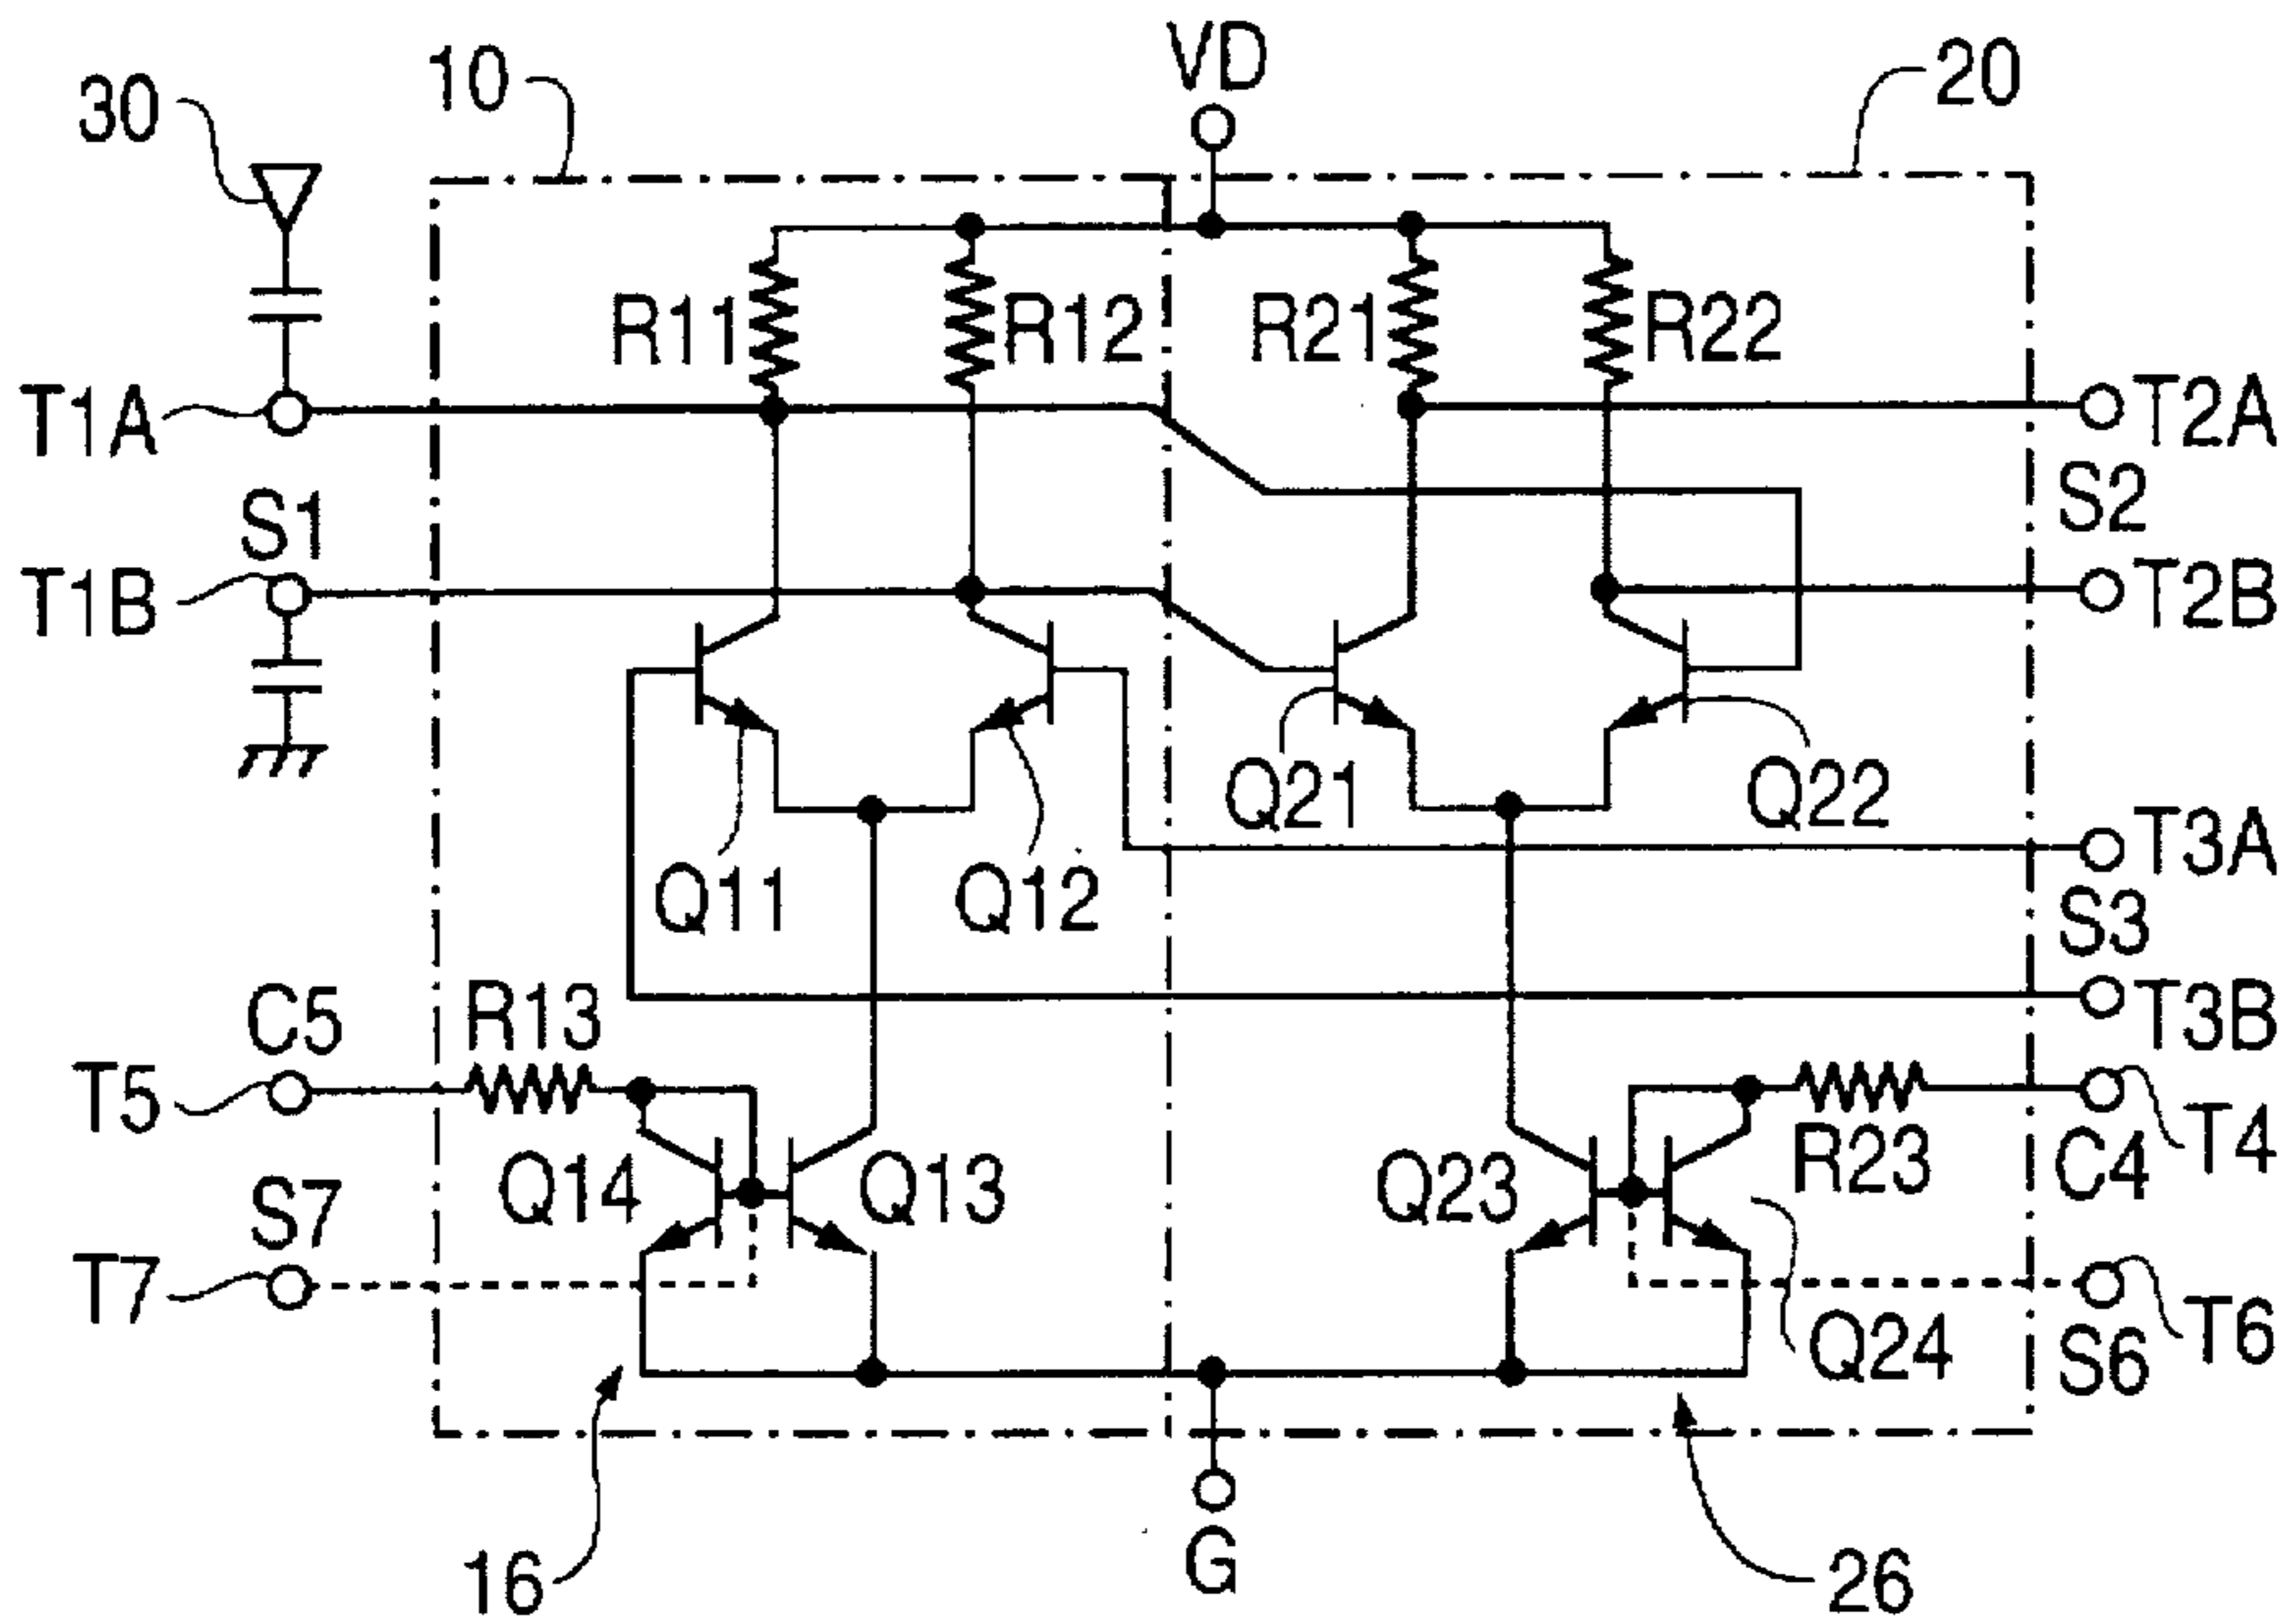 VD
10
20
30
R11
R12
R21
R22
T1A
T2A
S1
S2
T1B
T2B
Q21
Q22
T3A
Q11
Q12
S3
C5
R13
T3B
T5
Q14
Q13
Q23
R23
C4
T4
S7
T7
Q24
S6
T6
16
G
26